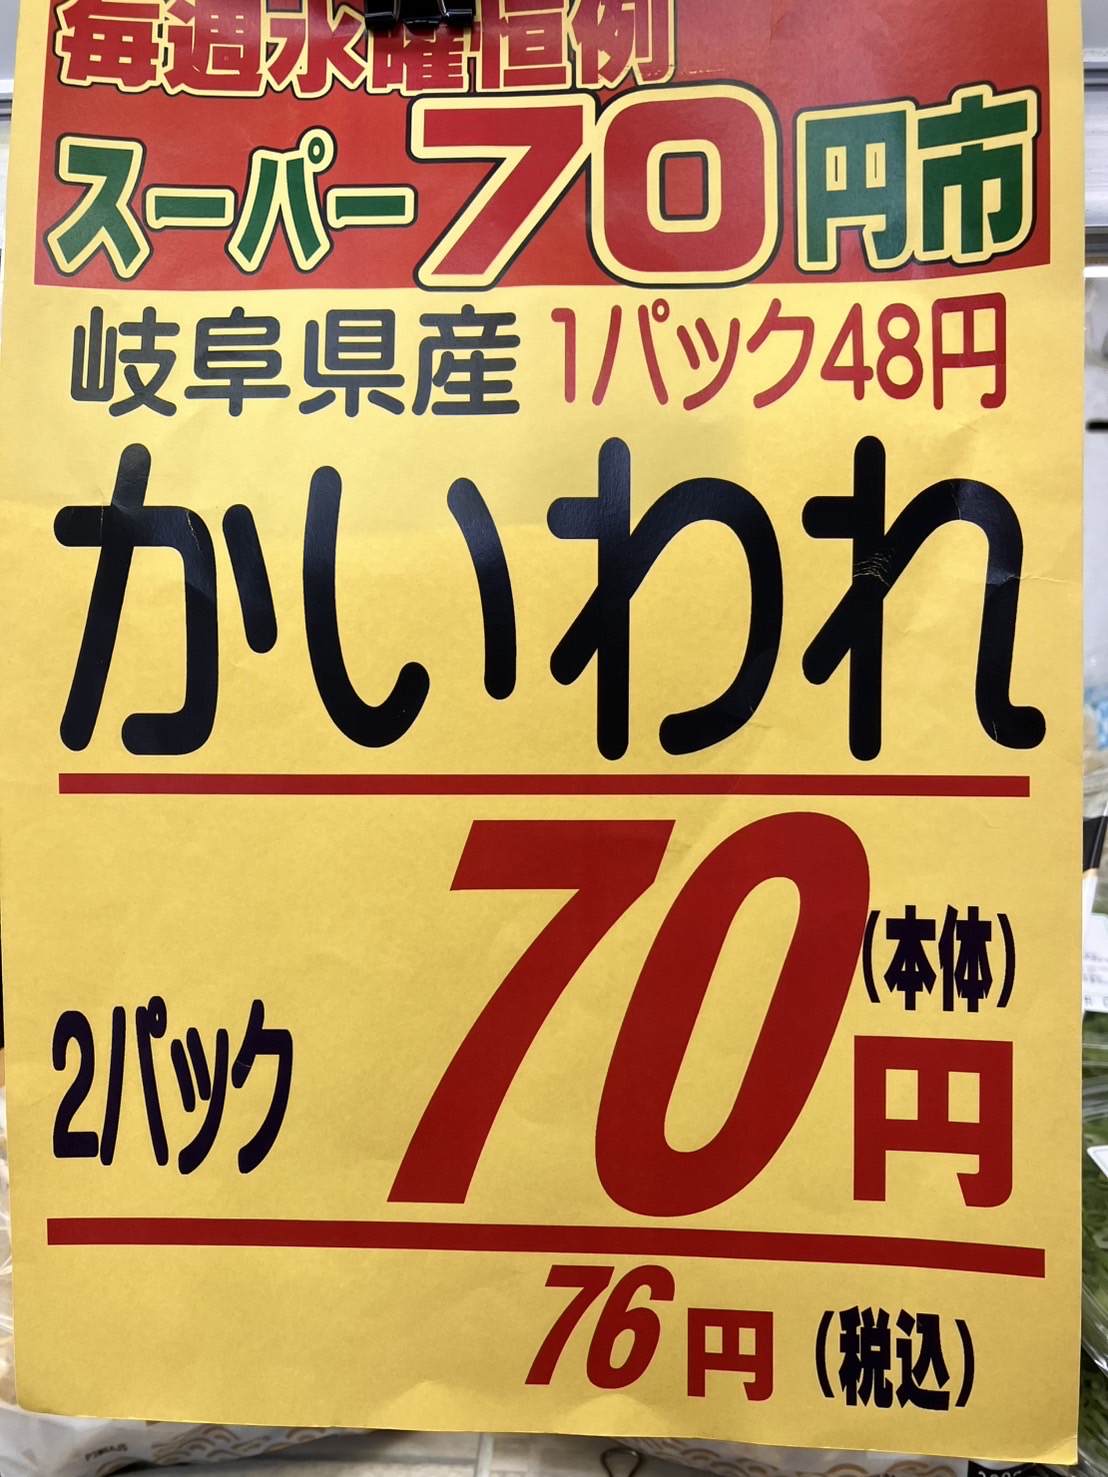 毎週水曜恒例
スーパー70円市
岐阜県産 1パック48円
かいわれ
2パック 70円(本体)
76円(税込)